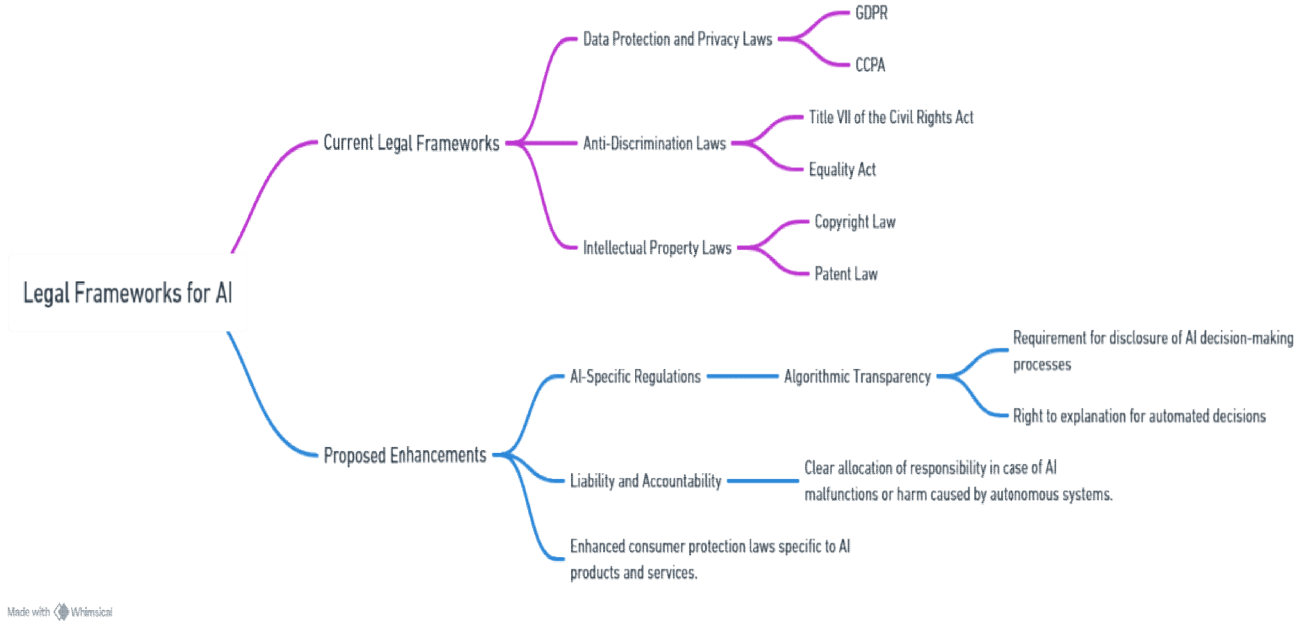 GDPR
Data Protection and Privacy Laws
CCPA
Title VII of the Civil Rights Act
Current Legal Frameworks
Anti-Discrimination Laws
Equality Act
Copyright Law
Intellectual Property Laws
Patent Law
Legal Frameworks for AI
Requirement for disclosure of AI decision-making
processes
AI-Specific Regulations
Algorithmic Transparency
Right to explanation for automated decisions
Proposed Enhancements
Clear allocation of responsibility in case of AI
malfunctions or harm caused by autonomous systems.
Liability and Accountability
Enhanced consumer protection laws specific to AI
products and services.
Made with Whimsical